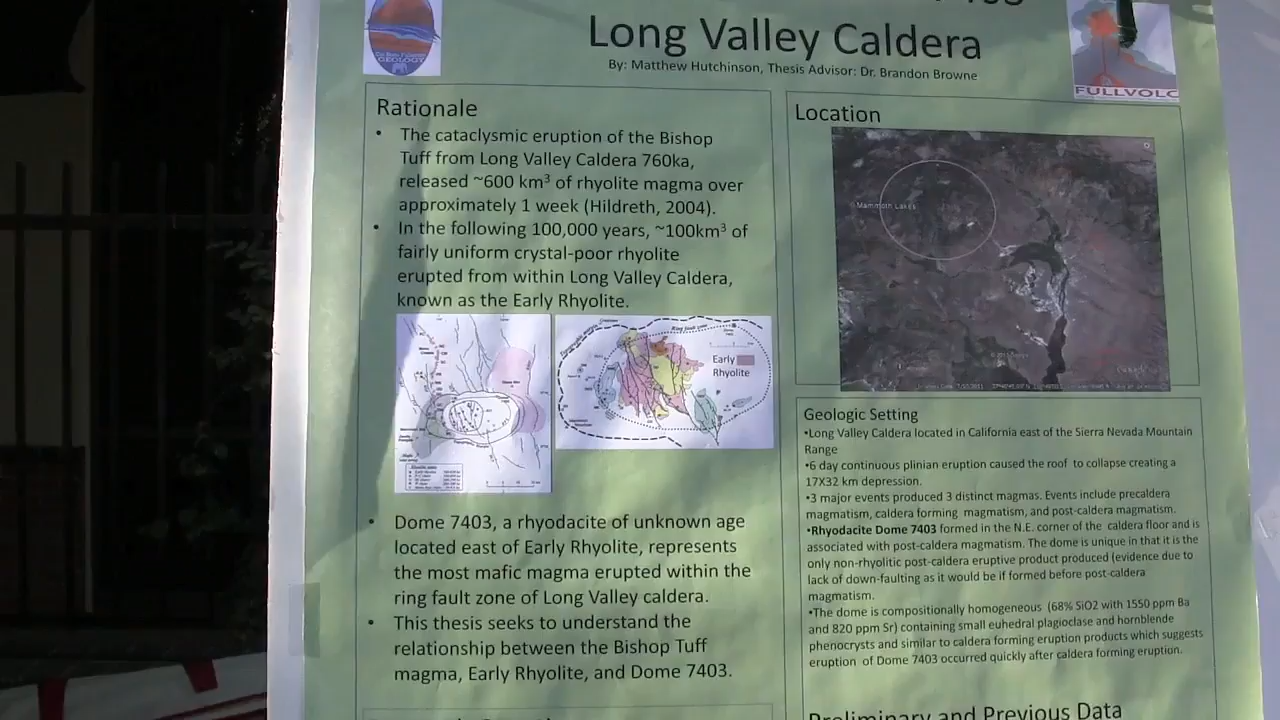 Long Valley Caldera
By: Matthew Hutchinson, Thesis Advisor: Dr. Brandon Browne
GEOLOGY
FULLVOLC
Rationale
• The cataclysmic eruption of the Bishop
Tuff from Long Valley Caldera 760ka,
released ~600 km³ of rhyolite magma over
approximately 1 week (Hildreth, 2004).
• In the following 100,000 years, ~100km³ of
fairly uniform crystal-poor rhyolite
erupted from within Long Valley Caldera,
known as the Early Rhyolite.
Early
Rhyolite
• Dome 7403, a rhyodacite of unknown age
located east of Early Rhyolite, represents
the most mafic magma erupted within the
ring fault zone of Long Valley caldera.
• This thesis seeks to understand the
relationship between the Bishop Tuff
magma, Early Rhyolite, and Dome 7403.
Location
Mammoth Lakes
Google
Geologic Setting
•Long Valley Caldera located in California east of the Sierra Nevada Mountain
Range
•6 day continuous plinian eruption caused the roof to collapse creating a
17X32 km depression.
•3 major events produced 3 distinct magmas. Events include precaldera
magmatism, caldera forming magmatism, and post-caldera magmatism.
•Rhyodacite Dome 7403 formed in the N.E. corner of the caldera floor and is
associated with post-caldera magmatism. The dome is unique in that it is the
only non-rhyolitic post-caldera eruptive product produced (evidence due to
lack of down-faulting as it would be if formed before post-caldera
magmatism.
•The dome is compositionally homogeneous (68% SiO2 with 1550 ppm Ba
and 820 ppm Sr) containing small euhedral plagioclase and hornblende
phenocrysts and similar to caldera forming eruption products which suggests
eruption of Dome 7403 occurred quickly after caldera forming eruption.
Preliminary and Previous Data